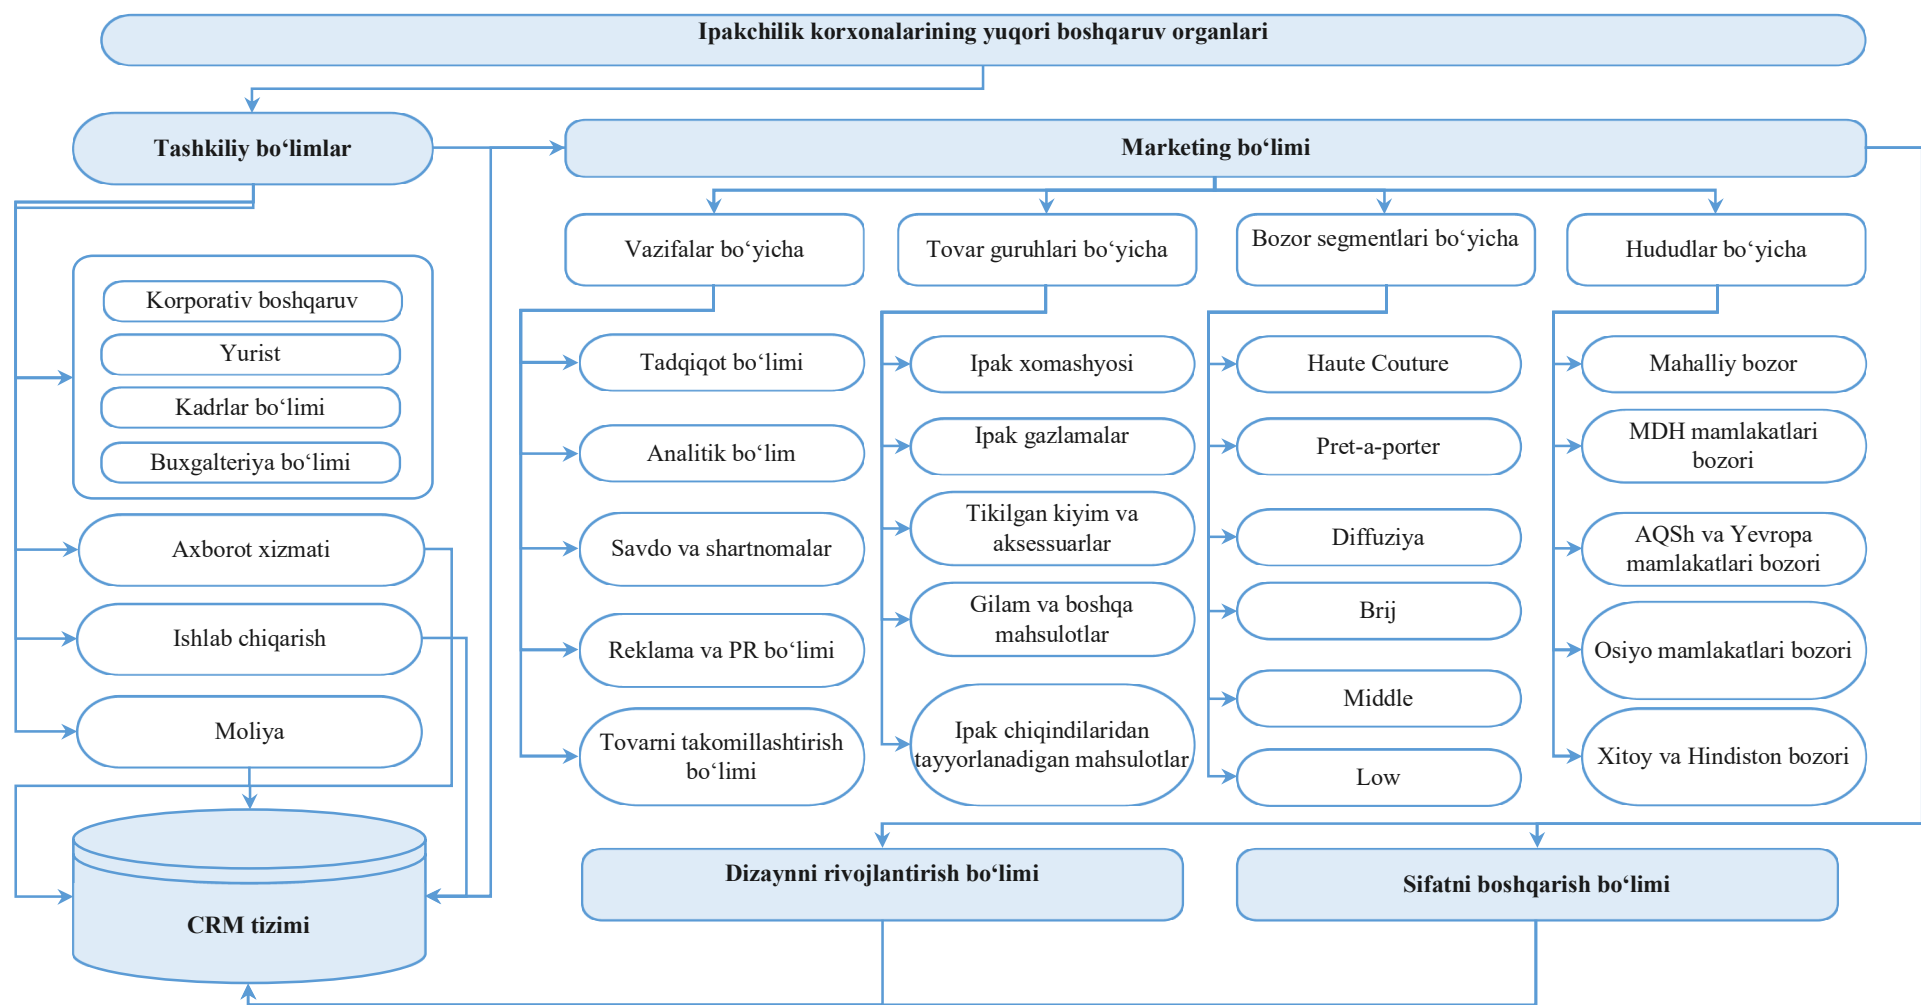 Ipakchilik korxonalarining yuqori boshqaruv organlari
Tashkiliy bo‘limlar
Marketing bo‘limi
Korporativ boshqaruv
Yurist
Kadrlar bo‘limi
Buxgalteriya bo‘limi
Axborot xizmati
Ishlab chiqarish
Moliya
CRM tizimi
Vazifalar bo‘yicha
Tadqiqot bo‘limi
Analitik bo‘lim
Savdo va shartnomalar
Reklama va PR bo‘limi
Tovarni takomillashtirish
bo‘limi
Tovar guruhlari bo‘yicha
Ipak xomashyosi
Ipak gazlamalar
Tikilgan kiyim va
aksessuarlar
Gilam va boshqa
mahsulotlar
Ipak chiqindilaridan
tayyorlanadigan mahsulotlar
Bozor segmentlari bo‘yicha
Haute Couture
Pret-a-porter
Diffuziya
Brij
Middle
Low
Hududlar bo‘yicha
Mahalliy bozor
MDH mamlakatlari
bozori
AQSh va Yevropa
mamlakatlari bozori
Osiyo mamlakatlari bozori
Xitoy va Hindiston bozori
Dizaynni rivojlantirish bo‘limi
Sifatni boshqarish bo‘limi